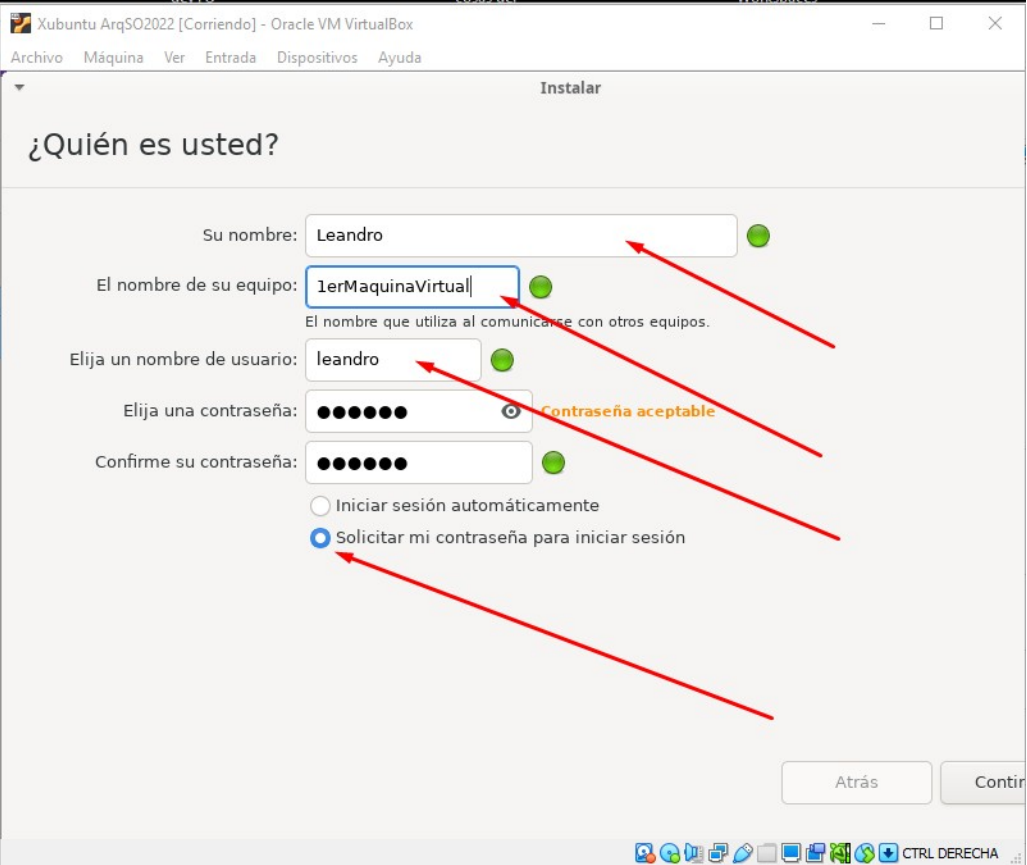 Xubuntu ArqSO2022 [Corriendo] - Oracle VM VirtualBox
Archivo Máquina Ver Entrada Dispositivos Ayuda
Instalar
¿Quién es usted?
Su nombre: Leandro
El nombre de su equipo: 1erMaquinaVirtual
El nombre que utiliza al comunicarse con otros equipos.
Elija un nombre de usuario: leandro
Elija una contraseña: ●●●●●● Contraseña aceptable
Confirme su contraseña: ●●●●●●
Iniciar sesión automáticamente
Solicitar mi contraseña para iniciar sesión
Atrás Contin
CTRL DERECHA